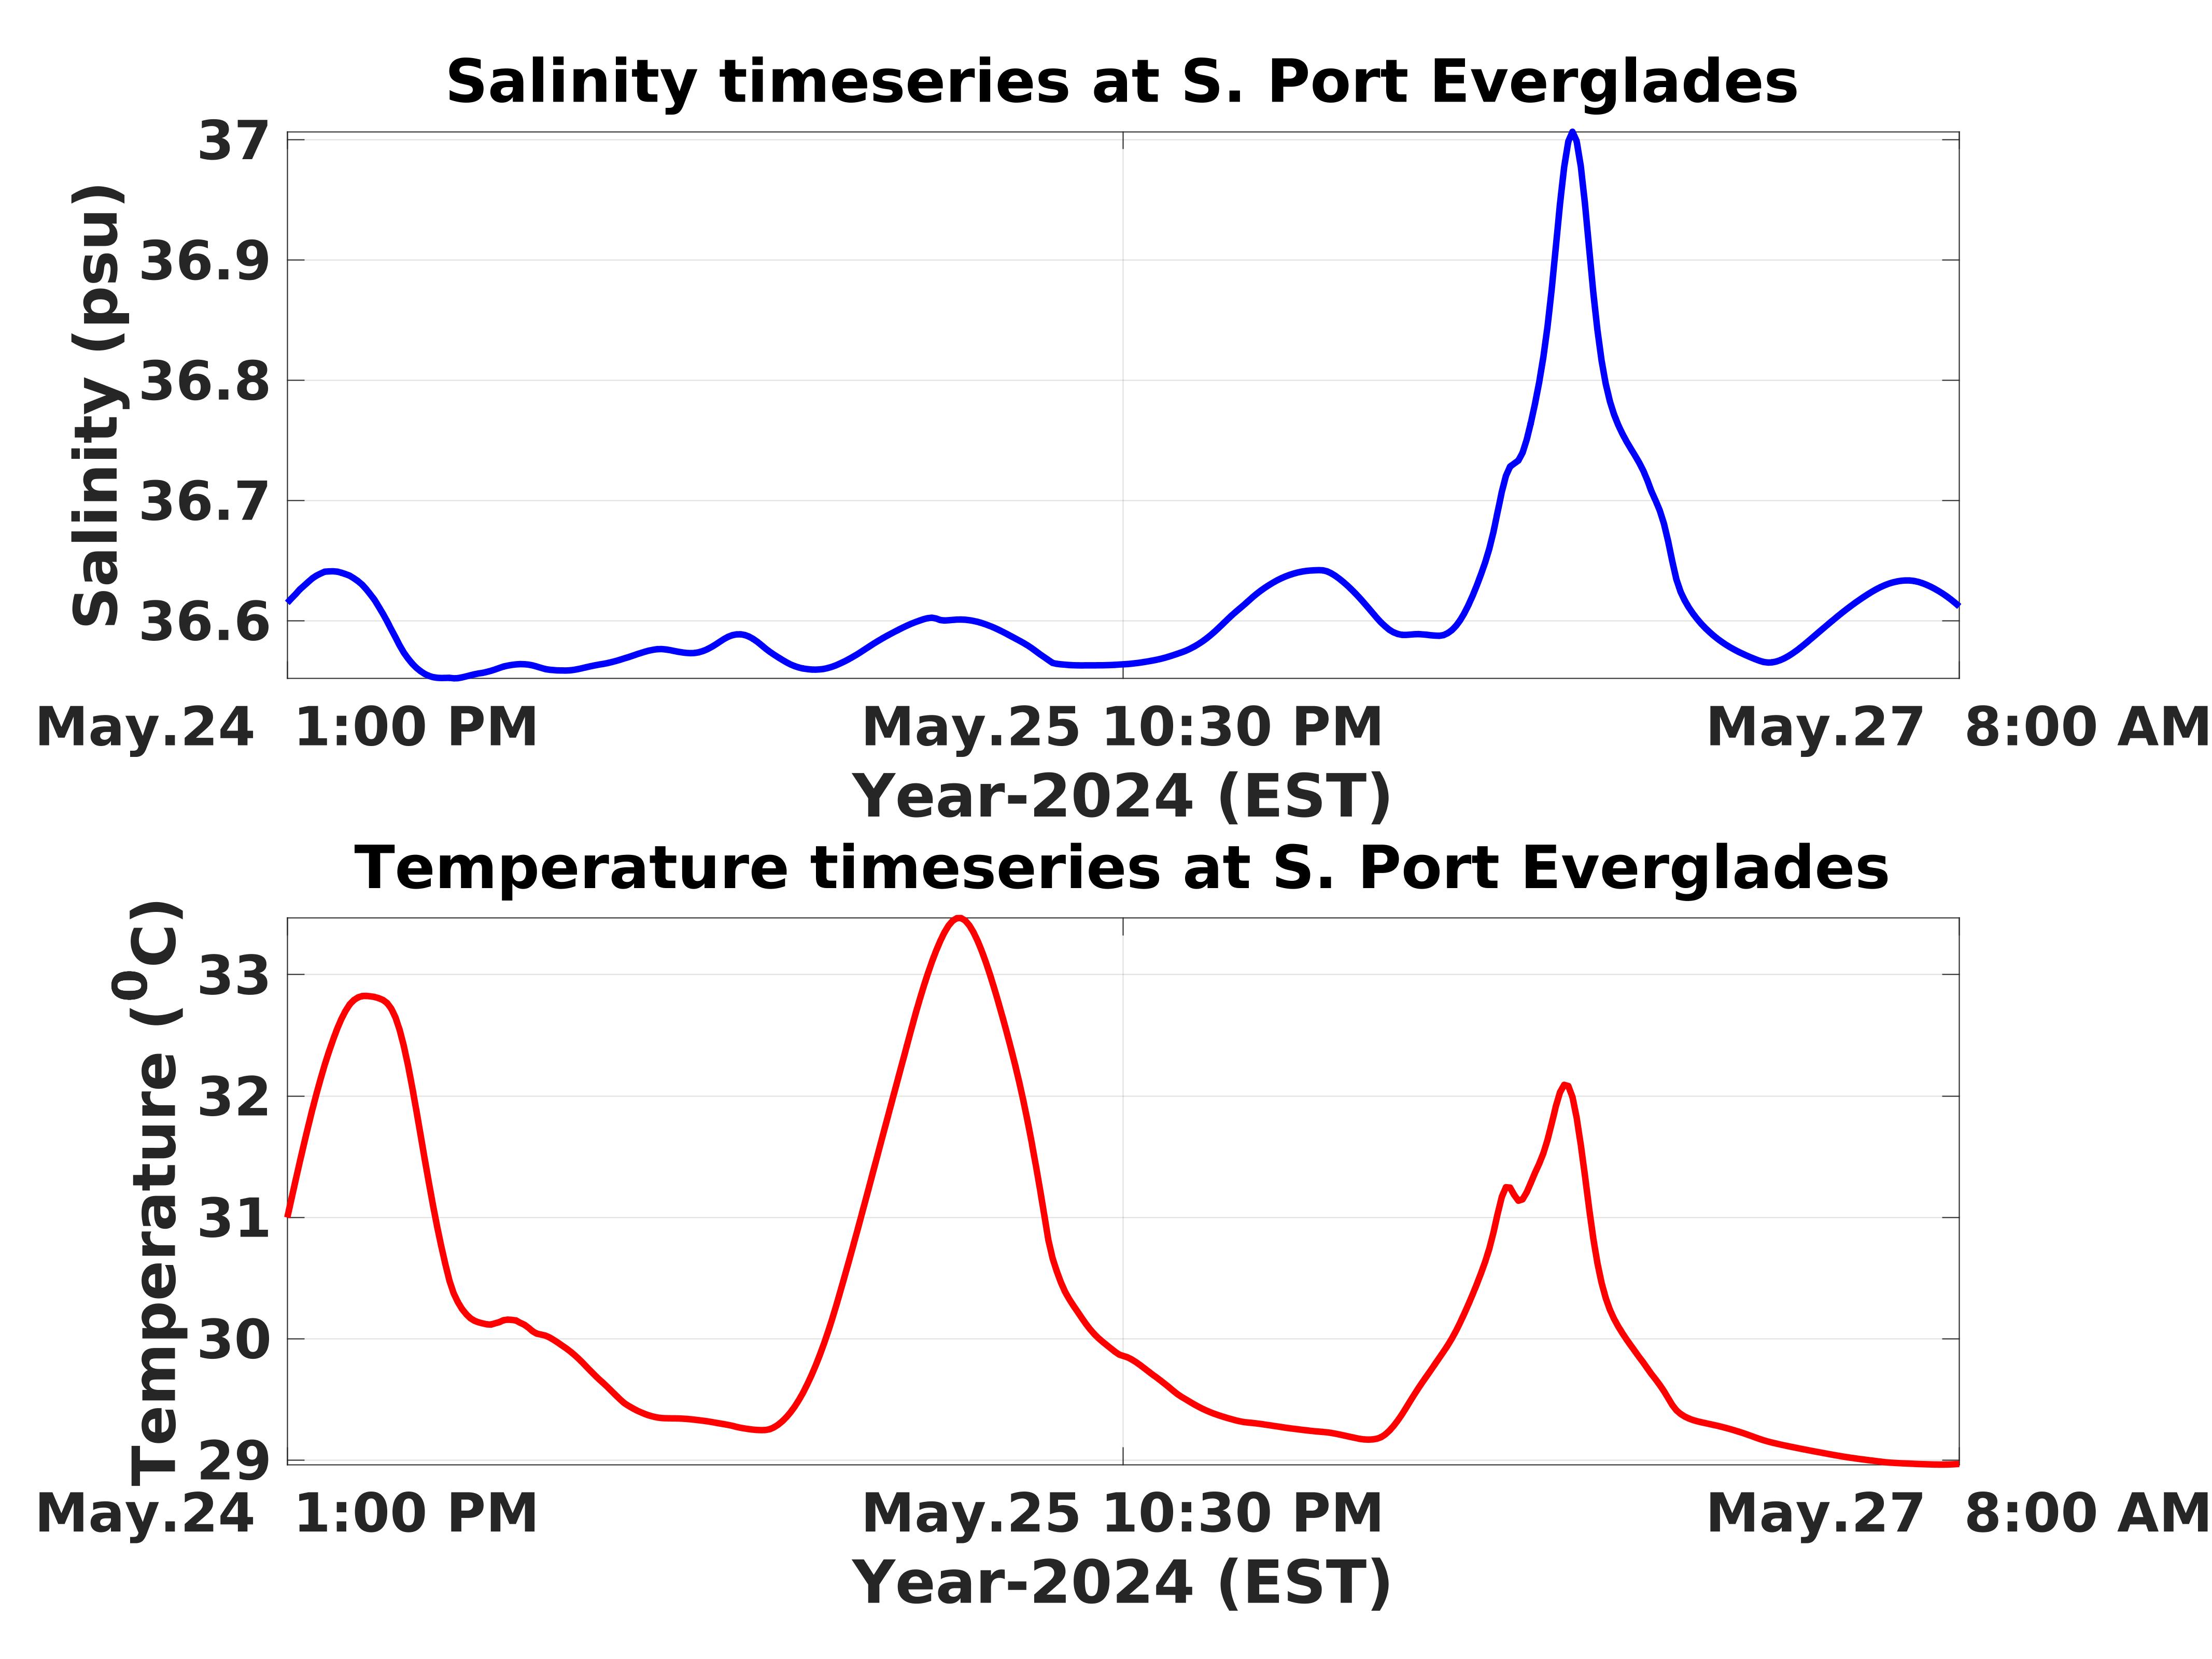 Salinity timeseries at S. Port Everglades
37
36.9
36.8
36.7
36.6
Salinity (psu)
May.24 1:00 PM
May.25 10:30 PM
May.27 8:00 AM
Year-2024 (EST)
Temperature timeseries at S. Port Everglades
33
32
31
30
29
Temperature (⁰C)
May.24 1:00 PM
May.25 10:30 PM
May.27 8:00 AM
Year-2024 (EST)